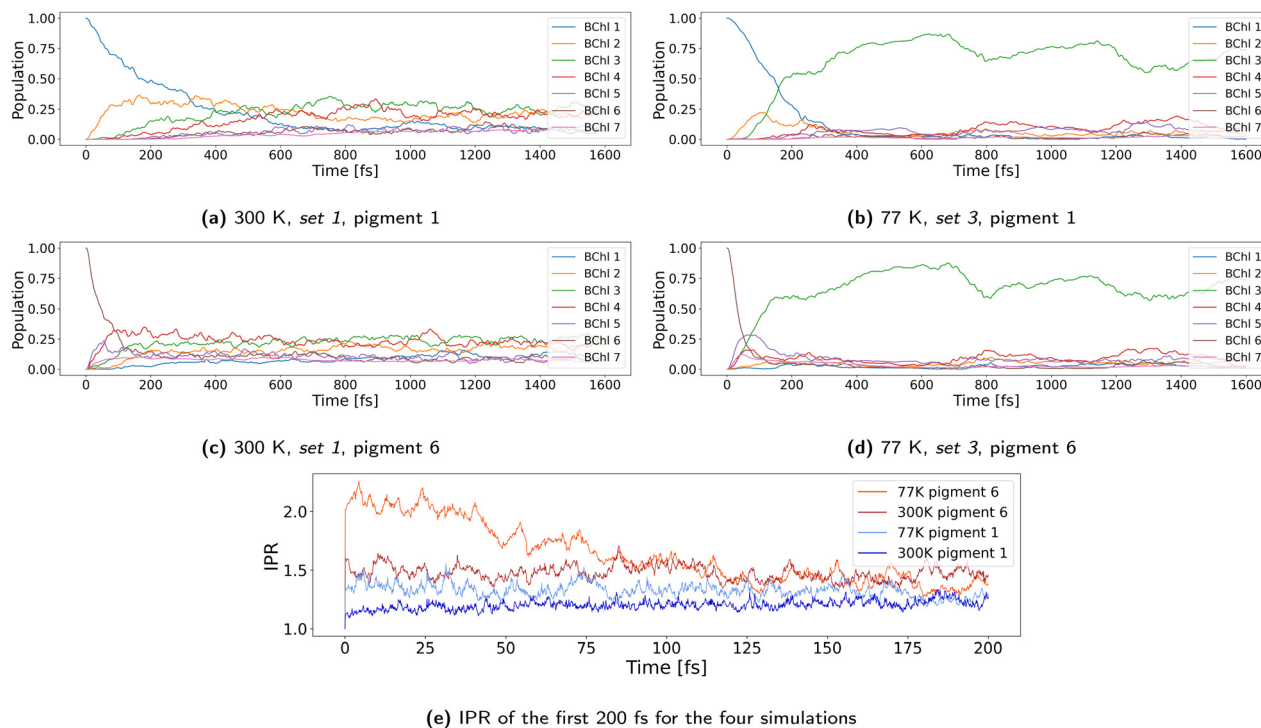 1.00
0.75
0.50
0.25
0.00
Population
0 200 400 600 800 1000 1200 1400 1600
Time [fs]
BChl 1
BChl 2
BChl 3
BChl 4
BChl 5
BChl 6
BChl 7
(a) 300 K, set 1, pigment 1
1.00
0.75
0.50
0.25
0.00
Population
0 200 400 600 800 1000 1200 1400 1600
Time [fs]
BChl 1
BChl 2
BChl 3
BChl 4
BChl 5
BChl 6
BChl 7
(b) 77 K, set 3, pigment 1
1.00
0.75
0.50
0.25
0.00
Population
0 200 400 600 800 1000 1200 1400 1600
Time [fs]
BChl 1
BChl 2
BChl 3
BChl 4
BChl 5
BChl 6
BChl 7
(c) 300 K, set 1, pigment 6
1.00
0.75
0.50
0.25
0.00
Population
0 200 400 600 800 1000 1200 1400 1600
Time [fs]
BChl 1
BChl 2
BChl 3
BChl 4
BChl 5
BChl 6
BChl 7
(d) 77 K, set 3, pigment 6
2.0
1.5
1.0
IPR
0 25 50 75 100 125 150 175 200
Time [fs]
77K pigment 6
300K pigment 6
77K pigment 1
300K pigment 1
(e) IPR of the first 200 fs for the four simulations